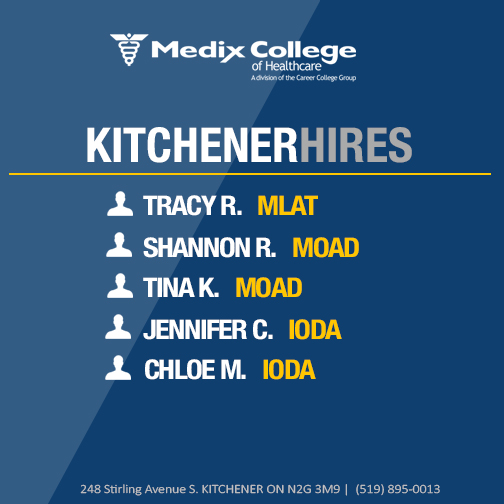 Medix College
of Healthcare
A division of the Career College Group
KITCHENERHIRES
TRACY R. MLAT
SHANNON R. MOAD
TINA K. MOAD
JENNIFER C. IODA
CHLOE M. IODA
248 Stirling Avenue S. KITCHENER ON N2G 3M9 | (519) 895-0013